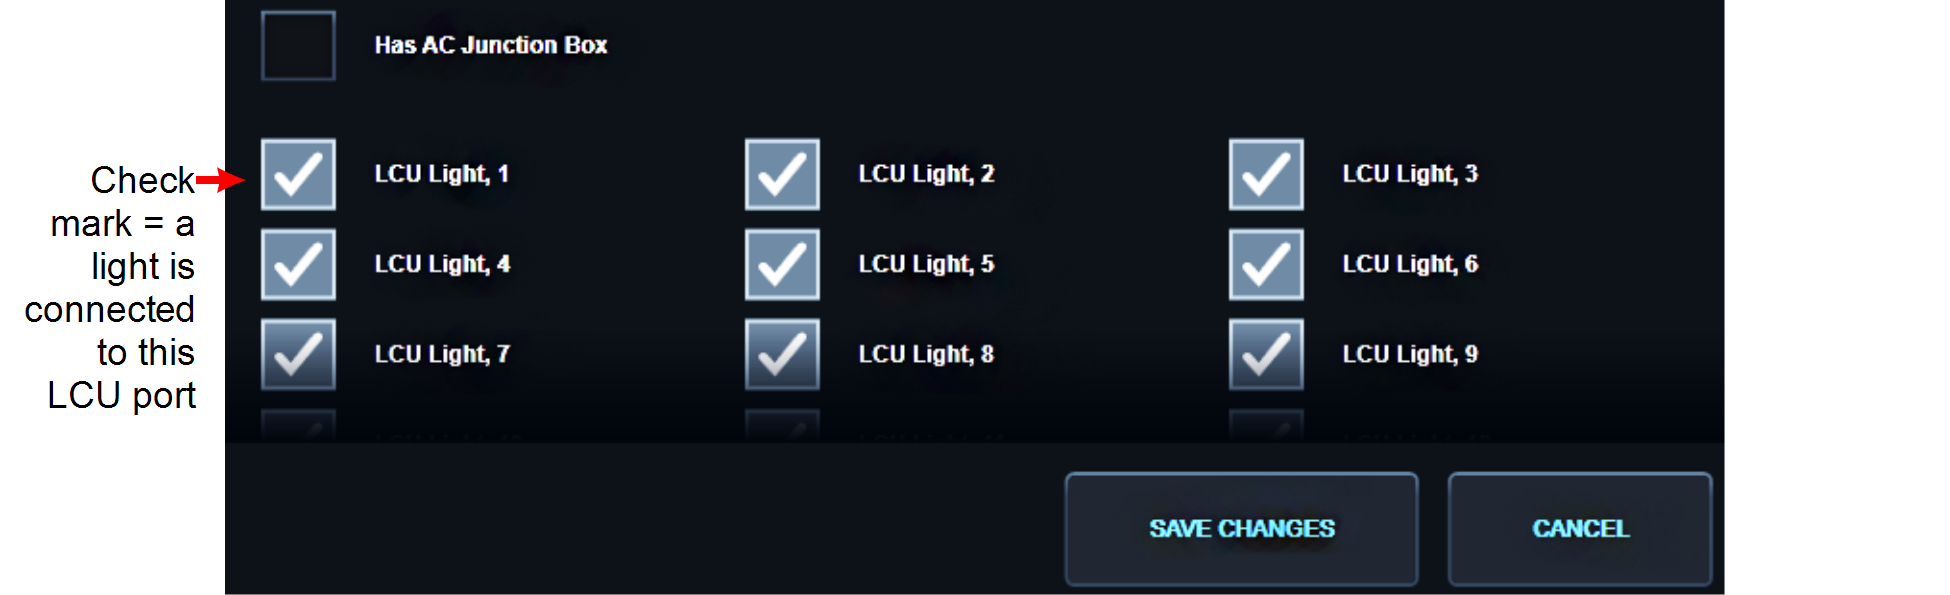 Has AC Junction Box
Check
mark = a
light is
connected
to this
LCU port
LCU Light, 1
LCU Light, 2
LCU Light, 3
LCU Light, 4
LCU Light, 5
LCU Light, 6
LCU Light, 7
LCU Light, 8
LCU Light, 9
SAVE CHANGES
CANCEL